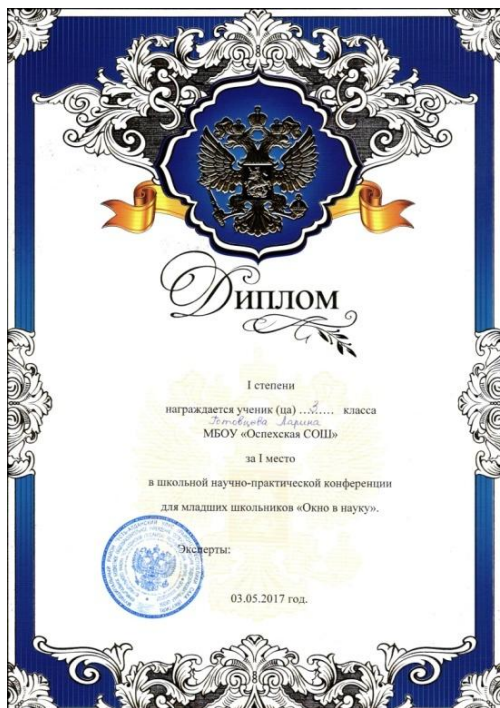 Диплом
I степени
награждается ученик (ца) ...2..... класса
МБОУ «Оспехская СОШ»
за I место
в школьной научно-практической конференции
для младших школьников «Окно в науку».
Эксперты:
03.05.2017 год.